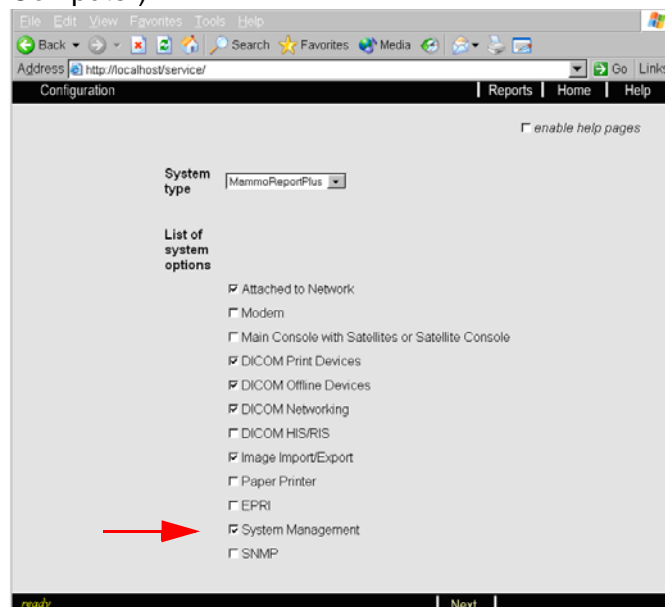 Computer)
File Edit View Favorites Tools Help
Back Search Favorites Media
Address http://localhost/service/ Go Links
Configuration Reports Home Help
enable help pages
System type MammoReportPlus
List of system options
Attached to Network
Modem
Main Console with Satellites or Satellite Console
DICOM Print Devices
DICOM Offline Devices
DICOM Networking
DICOM HIS/RIS
Image Import/Export
Paper Printer
EPRI
System Management
SNMP
ready Next